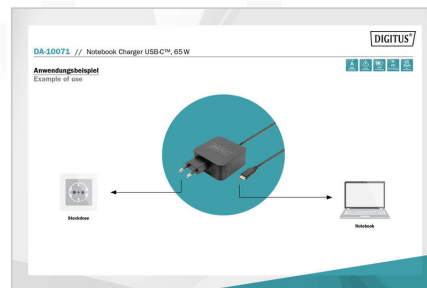 DIGITUS®
DA-10071 // Notebook Charger USB-C™, 65 W
Anwendungsbeispiel
Example of use
Steckdose
Notebook